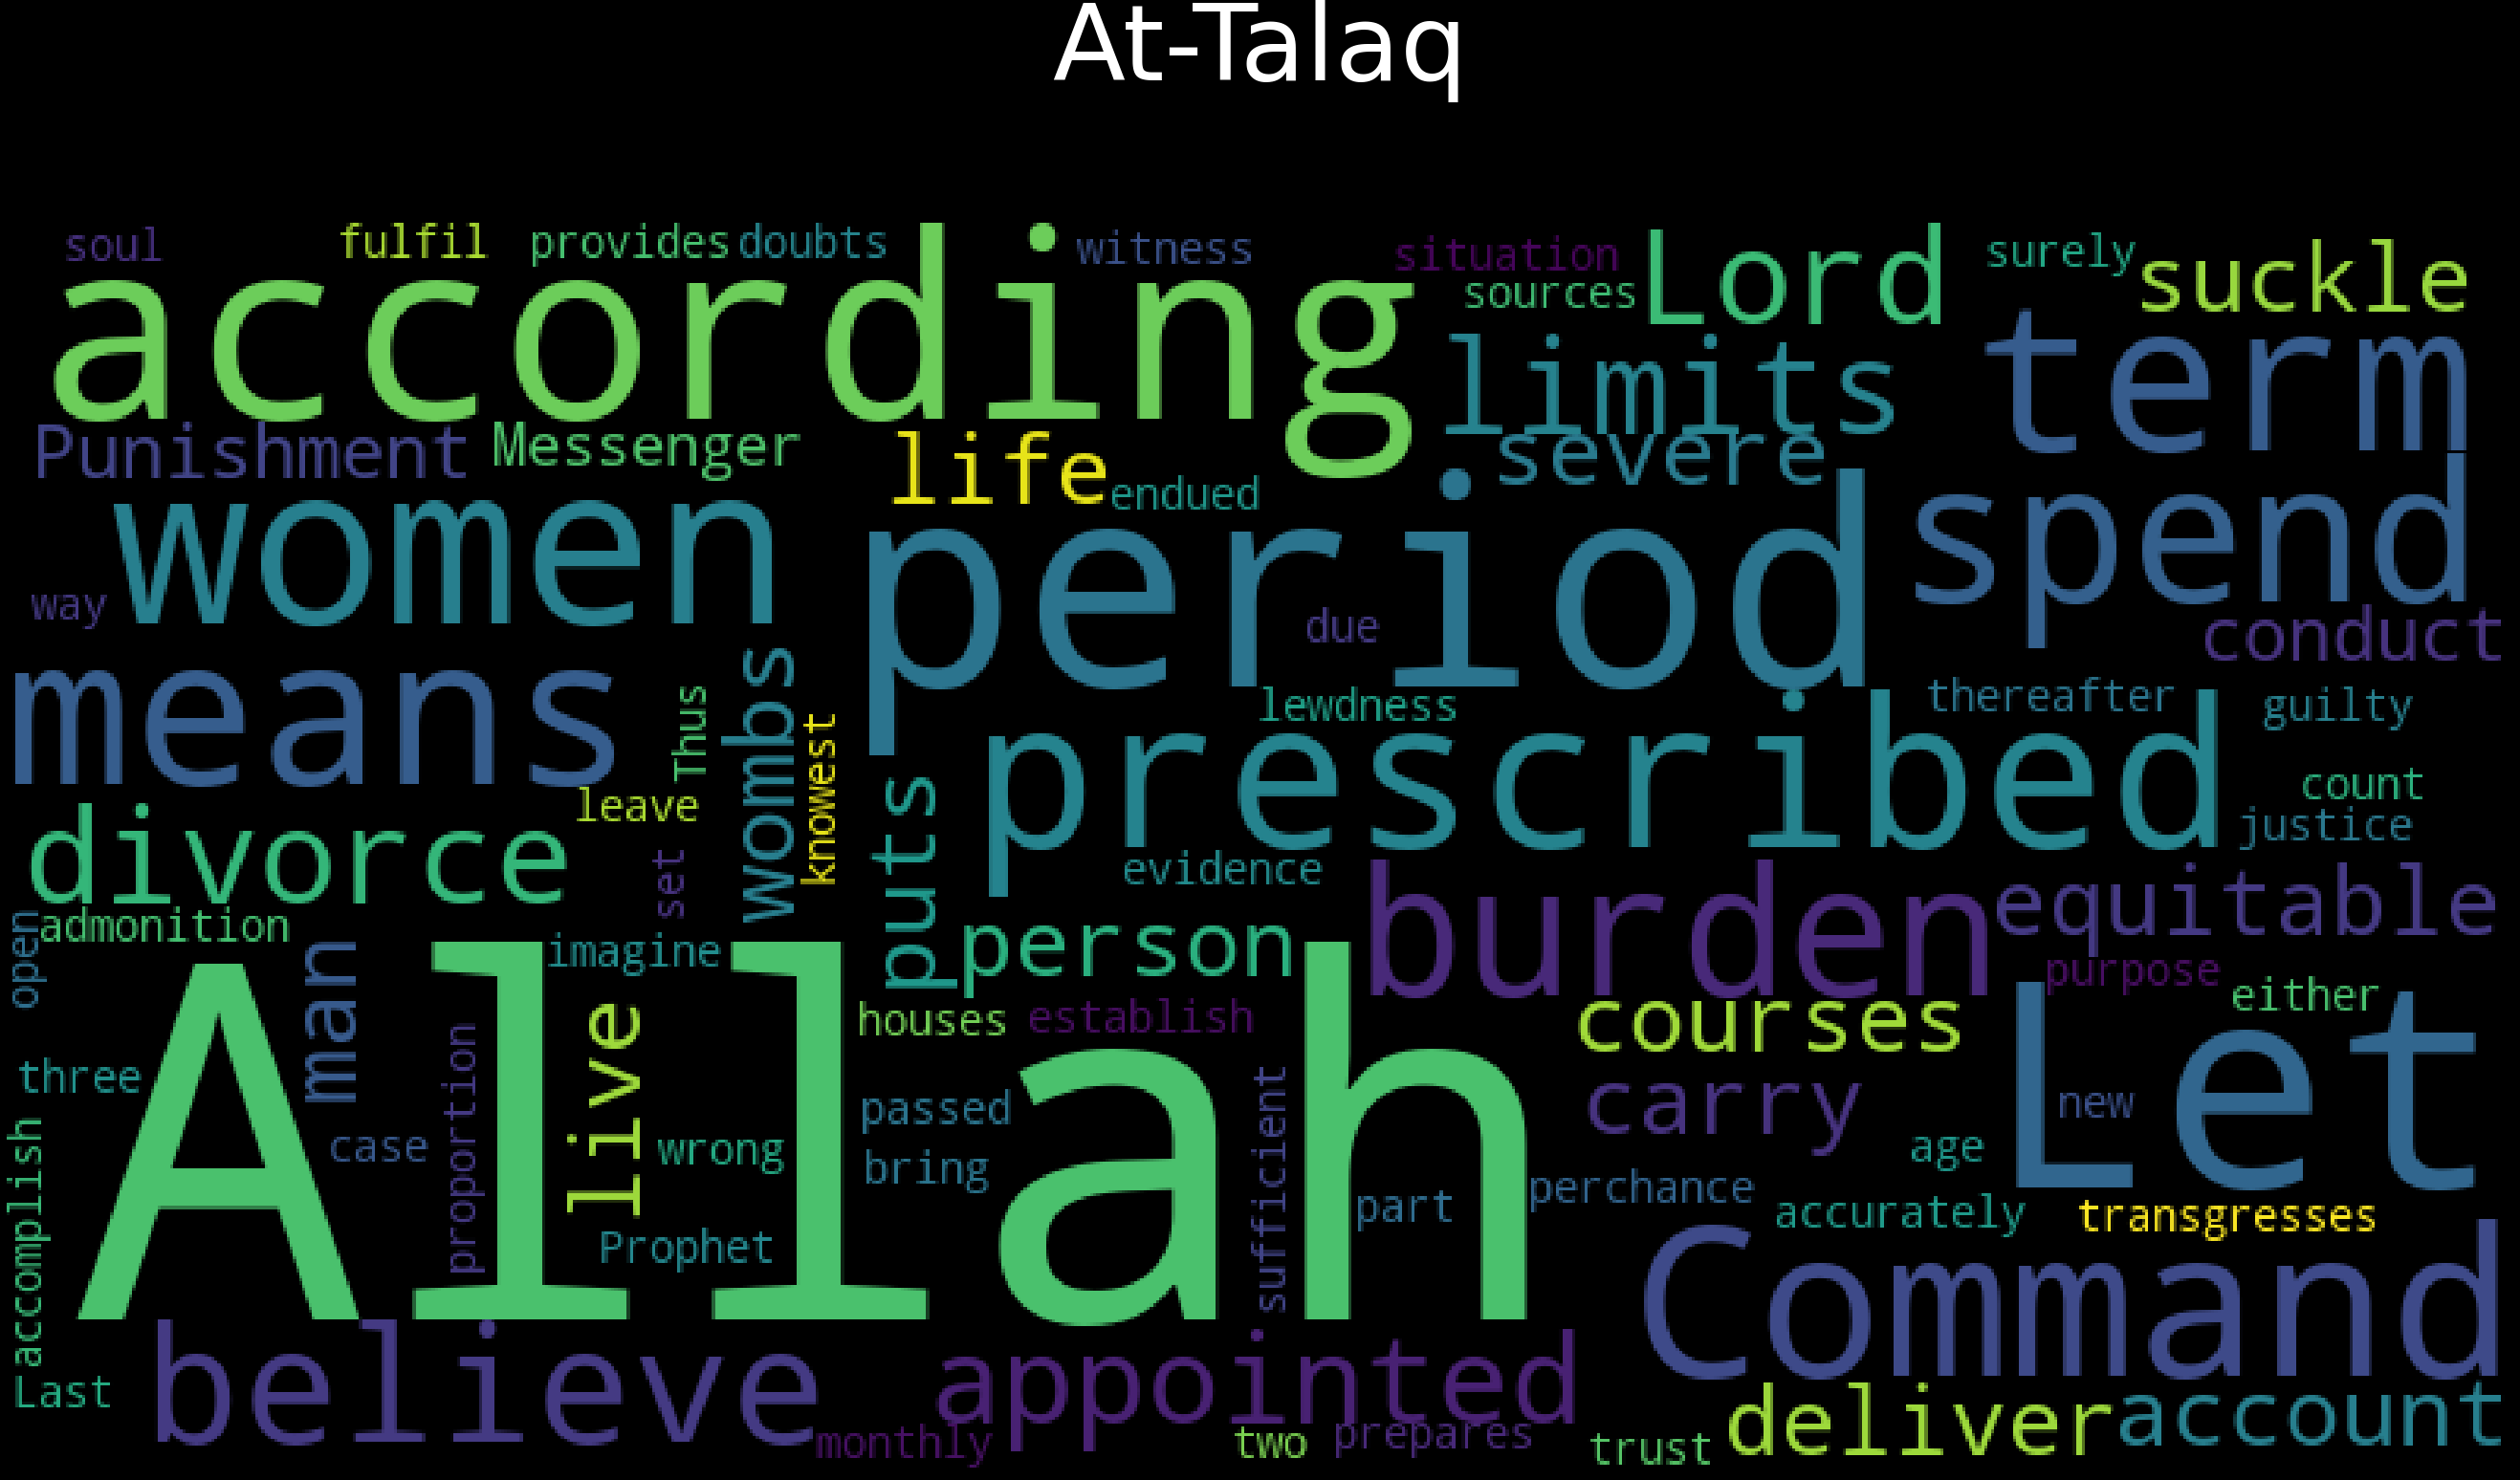 At-Talaq
soul fulfil provides doubts witness situation Lord surely suckle
according sources limits term
Punishment Messenger life severe
endued
women period spend
way due conduct
means Thus wombs knowest lewdness thereafter guilty
prescribed
leave puts count
divorce set evidence justice
burden equitable
admonition open imagine person purpose
man Allah houses establish courses either
three proportion live Let
carry new
passed
case wrong bring age
accomplish Prophet sufficient part perchance accurately transgresses
Command
believe appointed
Last deliver account
monthly two prepares trust